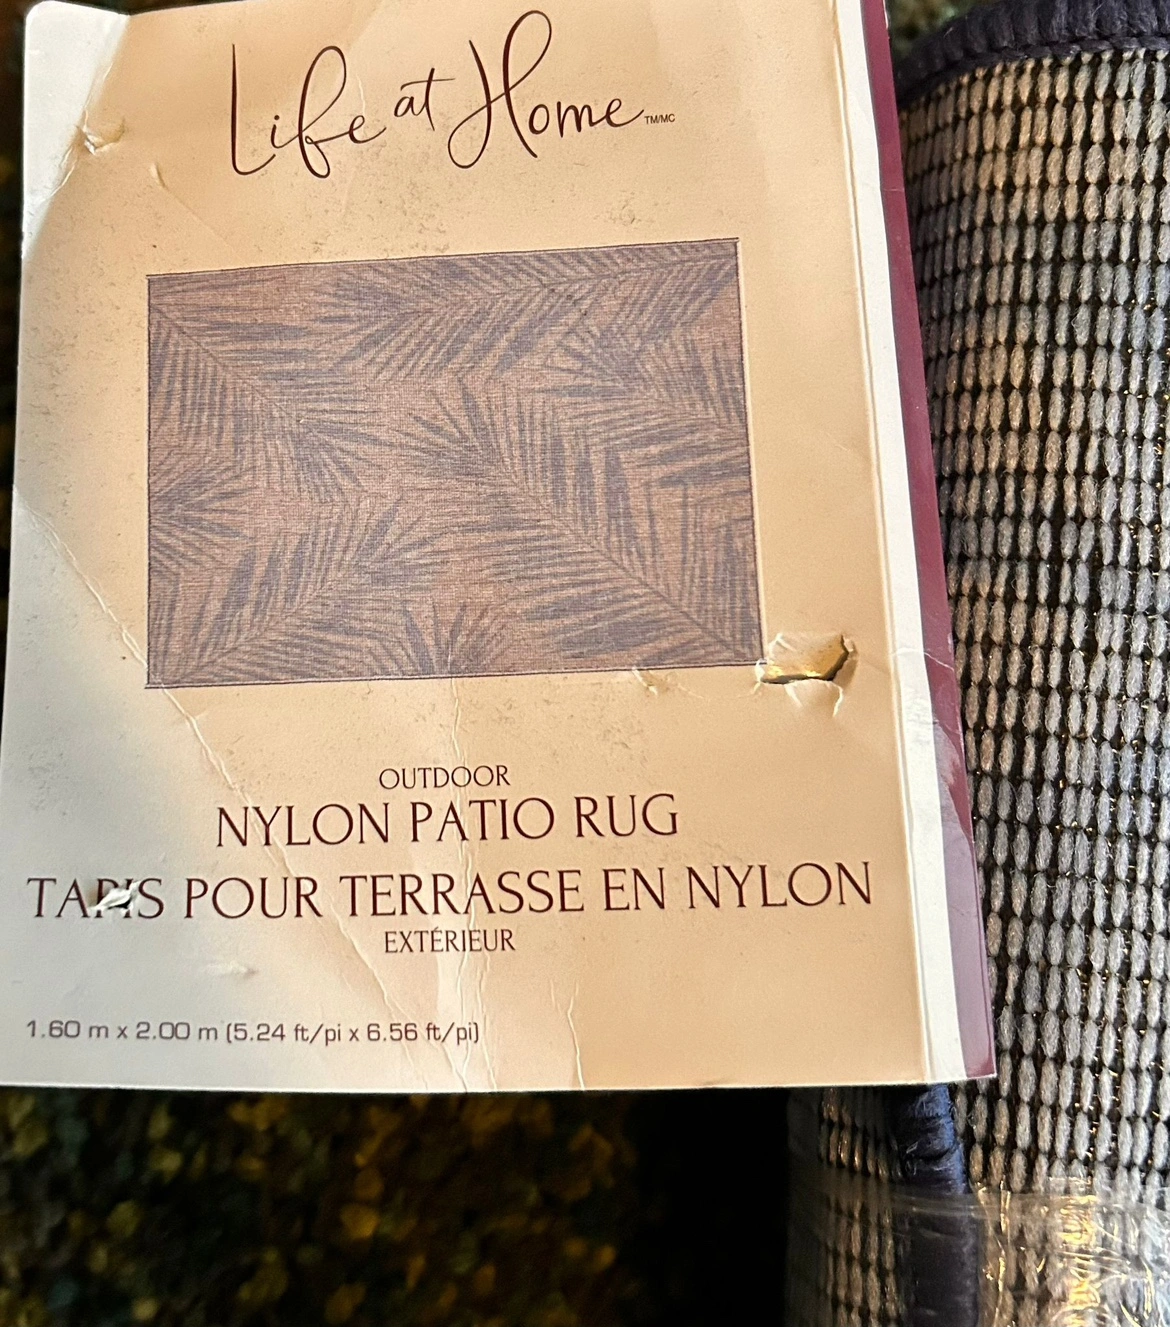 Life at Home TM/MC
OUTDOOR
NYLON PATIO RUG
TAPIS POUR TERRASSE EN NYLON
EXTÉRIEUR
1.60 m x 2.00 m (5.24 ft/pi x 6.56 ft/pi)